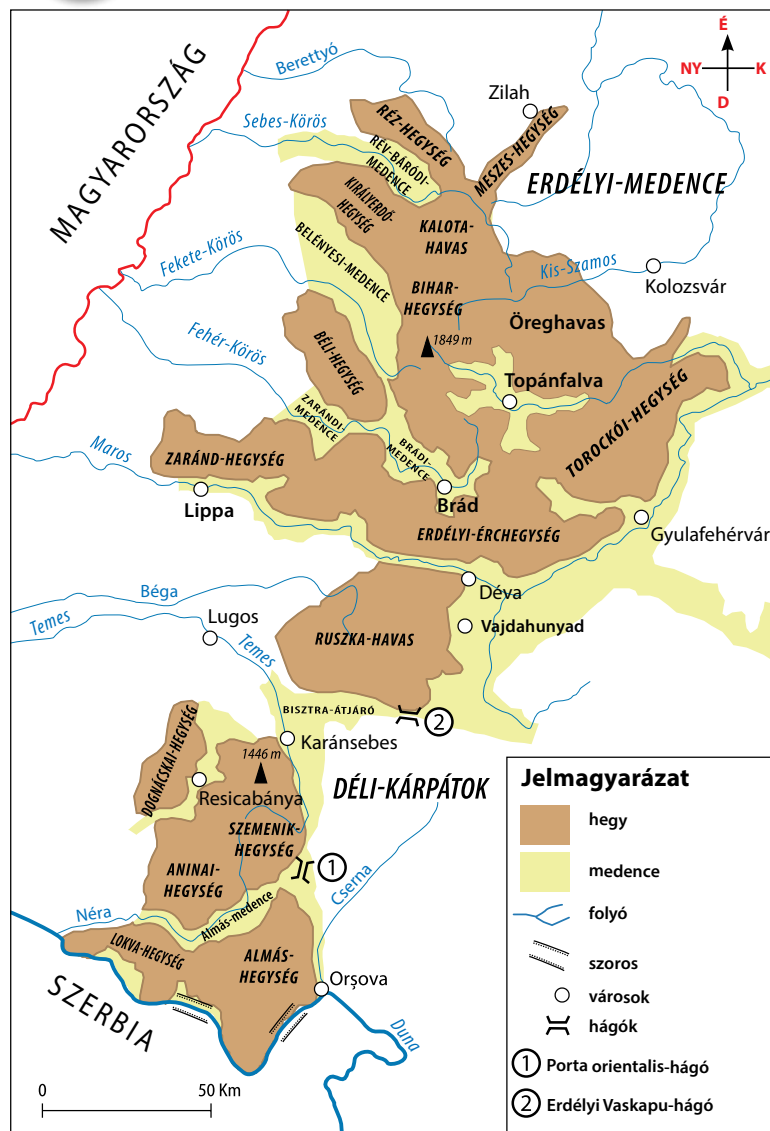 É
NY
K
D
MAGYARORSZÁG
Berettyó
Zilah
Sebes-Körös
RÉZ-HEGYSÉG
MESZES-HEGYSÉG
RÉV-BÁRÓDI-
MEDENCE
ERDÉLYI-MEDENCE
KIRÁLYERDŐ-
HEGYSÉG
KALOTA-
HAVAS
BELÉNYESI-MEDENCE
Fekete-Körös
Kis-Szamos
Kolozsvár
BIHAR-
HEGYSÉG
Öreghavas
1849 m
Fehér-Körös
BÉLI-HEGYSÉG
Topánfalva
TOROCKÓI-HEGYSÉG
ZARÁNDI-
MEDENCE
BRÁDI-
MEDENCE
Maros
ZARÁND-HEGYSÉG
Lippa
Brád
ERDÉLYI-ÉRCHEGYSÉG
Gyulafehérvár
Béga
Déva
Temes
Lugos
Temes
RUSZKA-HAVAS
Vajdahunyad
BISZTRA-ÁTJÁRÓ
2
Karánsebes
DOGNÁCSKAI-HEGYSÉG
1446 m
Resicabánya
DÉLI-KÁRPÁTOK
SZEMENIK-
HEGYSÉG
1
ANINAI-
HEGYSÉG
Cserna
Néra
Almás-medence
LOKVA-HEGYSÉG
ALMÁS-
HEGYSÉG
Orşova
SZERBIA
Duna
0
50 Km
Jelmagyarázat
hegy
medence
folyó
szoros
városok
hágók
1 Porta orientalis-hágó
2 Erdélyi Vaskapu-hágó